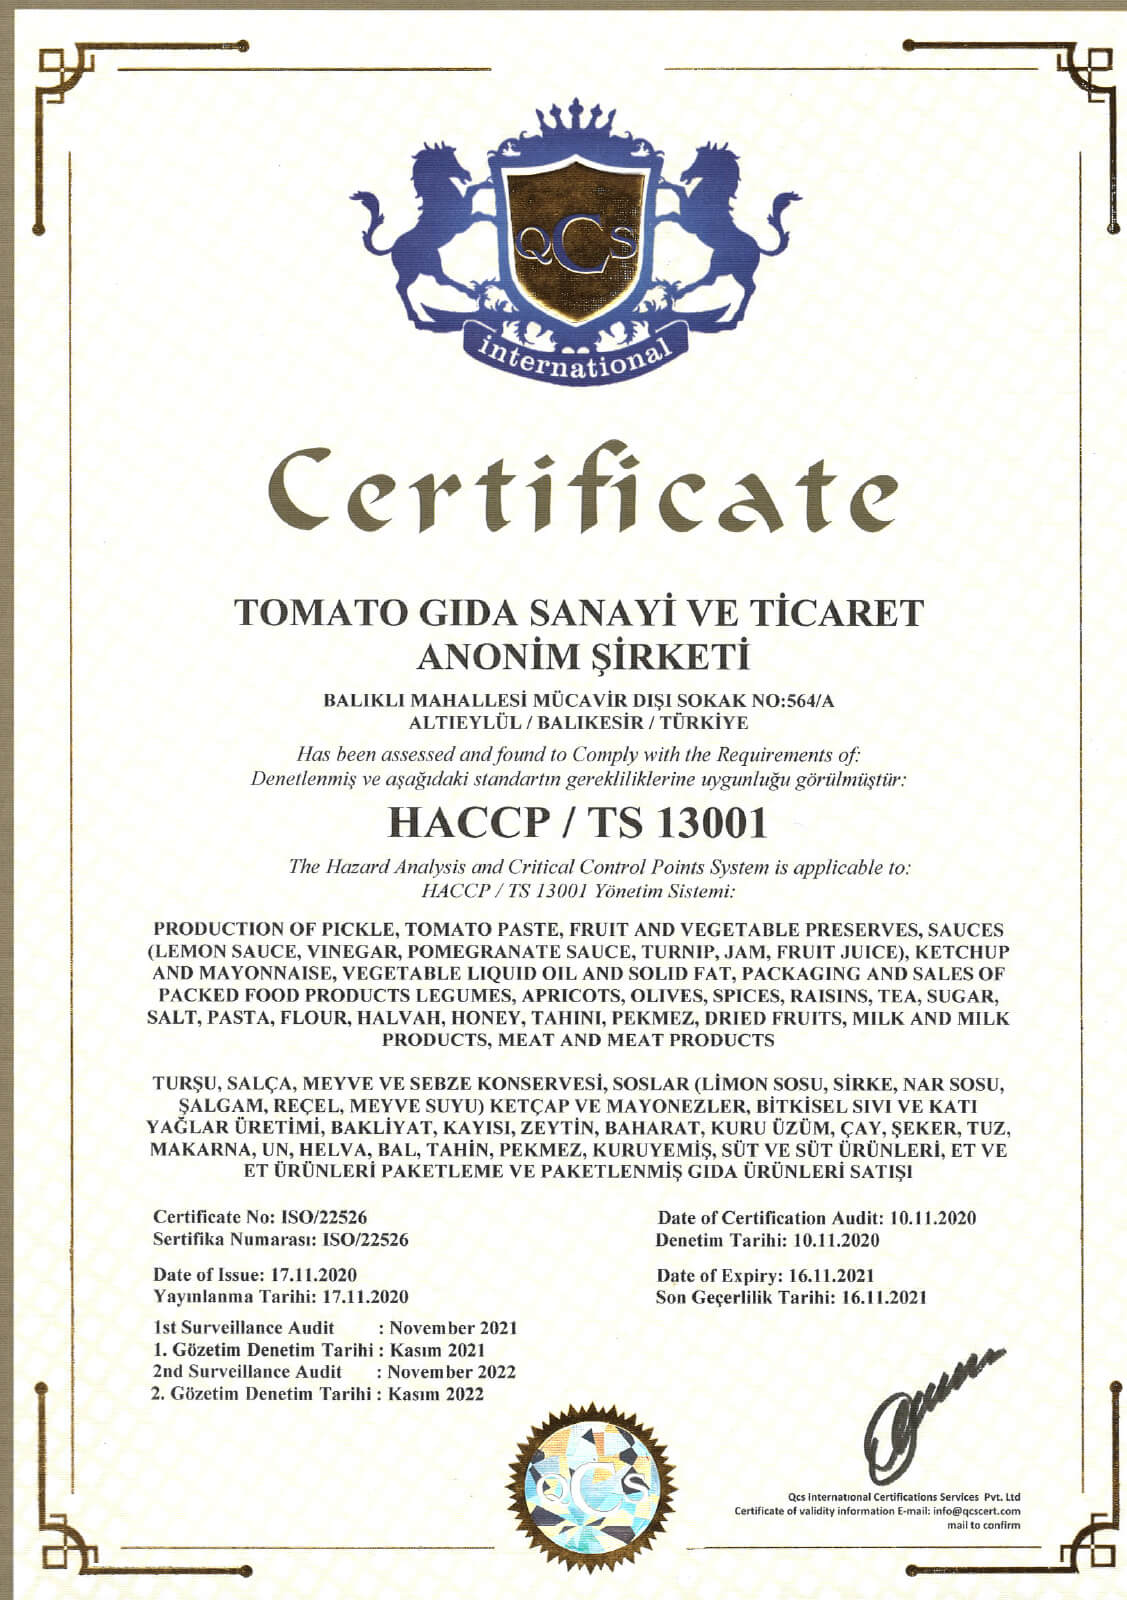 QCS
international
Certificate
TOMATO GIDA SANAYİ VE TİCARET
ANONİM ŞİRKETİ
BALIKLI MAHALLESİ MÜCAVİR DIŞI SOKAK NO:564/A
ALTIEYLÜL / BALIKESİR / TÜRKİYE
Has been assessed and found to Comply with the Requirements of:
Denetlenmiş ve aşağıdaki standartın gerekliliklerine uygunluğu görülmüştür:
HACCP / TS 13001
The Hazard Analysis and Critical Control Points System is applicable to:
HACCP / TS 13001 Yönetim Sistemi:
PRODUCTION OF PICKLE, TOMATO PASTE, FRUIT AND VEGETABLE PRESERVES, SAUCES
(LEMON SAUCE, VINEGAR, POMEGRANATE SAUCE, TURNIP, JAM, FRUIT JUICE), KETCHUP
AND MAYONNAISE, VEGETABLE LIQUID OIL AND SOLID FAT, PACKAGING AND SALES OF
PACKED FOOD PRODUCTS LEGUMES, APRICOTS, OLIVES, SPICES, RAISINS, TEA, SUGAR,
SALT, PASTA, FLOUR, HALVAH, HONEY, TAHINI, PEKMEZ, DRIED FRUITS, MILK AND MILK
PRODUCTS, MEAT AND MEAT PRODUCTS
TURŞU, SALÇA, MEYVE VE SEBZE KONSERVESİ, SOSLAR (LİMON SOSU, SİRKE, NAR SOSU,
ŞALGAM, REÇEL, MEYVE SUYU) KETÇAP VE MAYONEZLER, BİTKİSEL SIVI VE KATI
YAĞLAR ÜRETİMİ, BAKLİYAT, KAYISI, ZEYTİN, BAHARAT, KURU ÜZÜM, ÇAY, ŞEKER, TUZ,
MAKARNA, UN, HELVA, BAL, TAHİN, PEKMEZ, KURUYEMİŞ, SÜT VE SÜT ÜRÜNLERİ, ET VE
ET ÜRÜNLERİ PAKETLEME VE PAKETLENMİŞ GIDA ÜRÜNLERİ SATIŞI
Certificate No: ISO/22526
Sertifika Numarası: ISO/22526
Date of Certification Audit: 10.11.2020
Denetim Tarihi: 10.11.2020
Date of Issue: 17.11.2020
Yayınlanma Tarihi: 17.11.2020
Date of Expiry: 16.11.2021
Son Geçerlilik Tarihi: 16.11.2021
1st Surveillance Audit : November 2021
1. Gözetim Denetim Tarihi : Kasım 2021
2nd Surveillance Audit : November 2022
2. Gözetim Denetim Tarihi : Kasım 2022
QCS
Qcs International Certifications Services Pvt. Ltd
Certificate of validity information E-mail: info@qcscert.com
mail to confirm